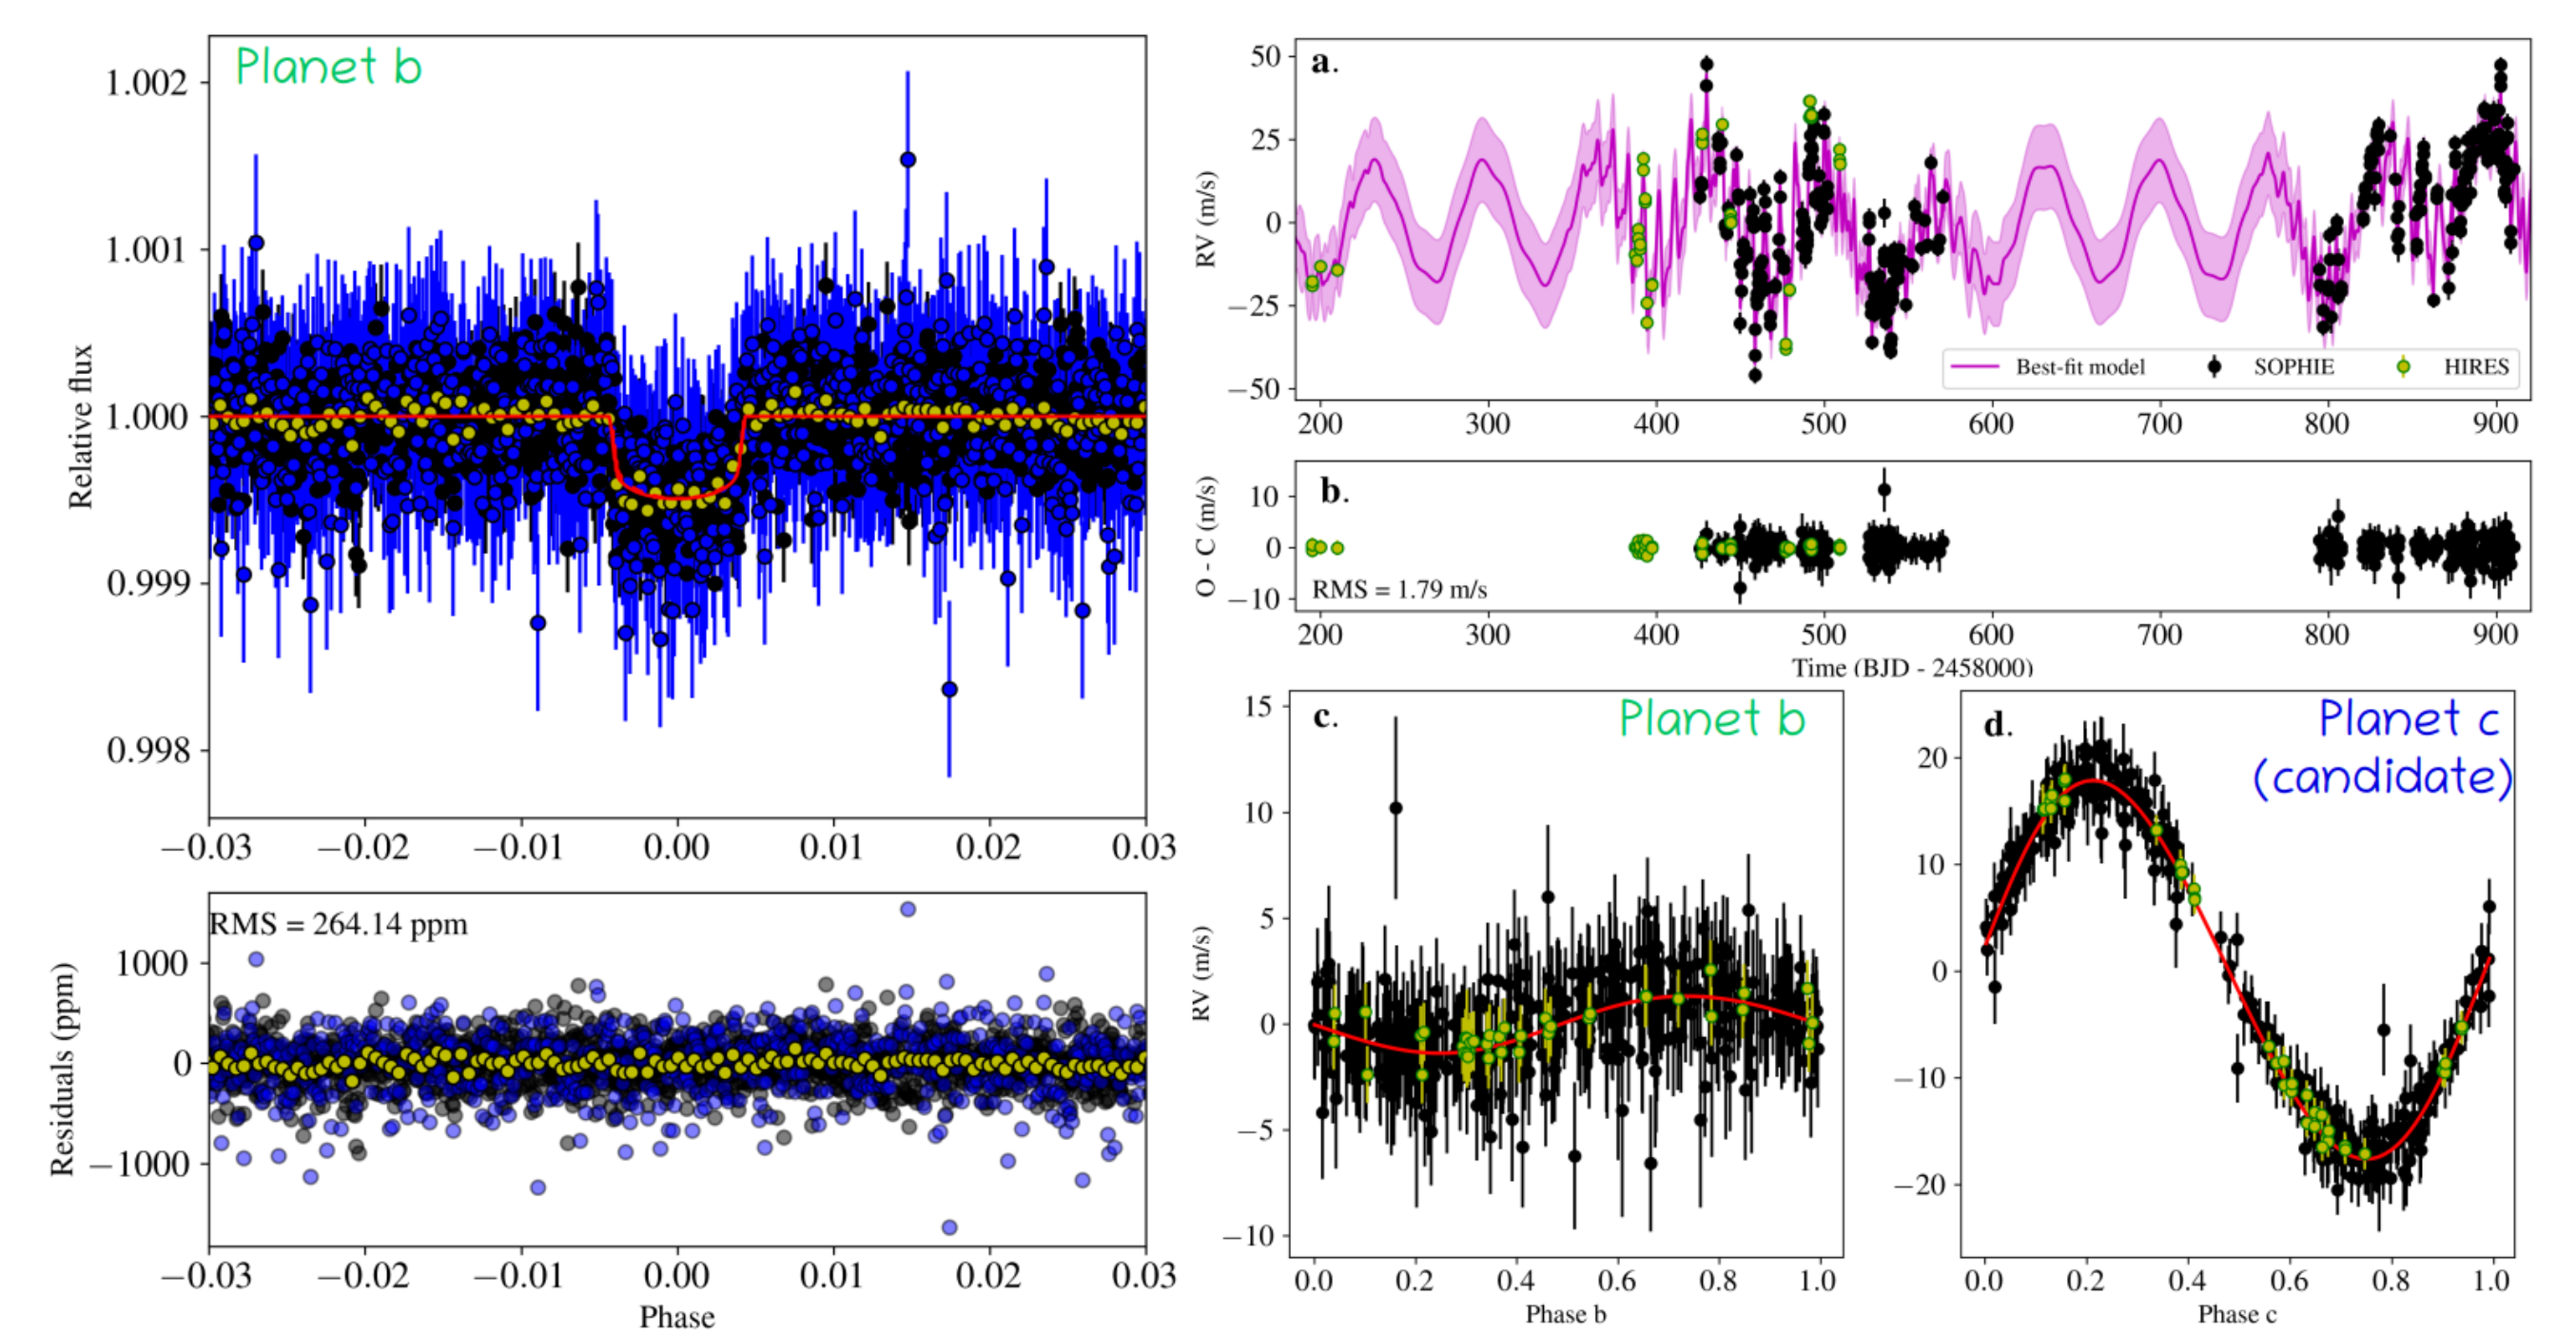 Planet b
1.002
1.001
1.000
0.999
0.998
Relative flux
−0.03 −0.02 −0.01 0.00 0.01 0.02 0.03
RMS = 264.14 ppm
1000
0
−1000
Residuals (ppm)
−0.03 −0.02 −0.01 0.00 0.01 0.02 0.03
Phase
a.
50
25
0
−25
−50
RV (m/s)
Best-fit model SOPHIE HIRES
200 300 400 500 600 700 800 900
b.
10
0
−10
O - C (m/s)
RMS = 1.79 m/s
200 300 400 500 600 700 800 900
Time (BJD - 2458000)
c.
Planet b
15
10
5
0
−5
−10
RV (m/s)
0.0 0.2 0.4 0.6 0.8 1.0
Phase b
d.
Planet c
(candidate)
20
10
0
−10
−20
0.0 0.2 0.4 0.6 0.8 1.0
Phase c